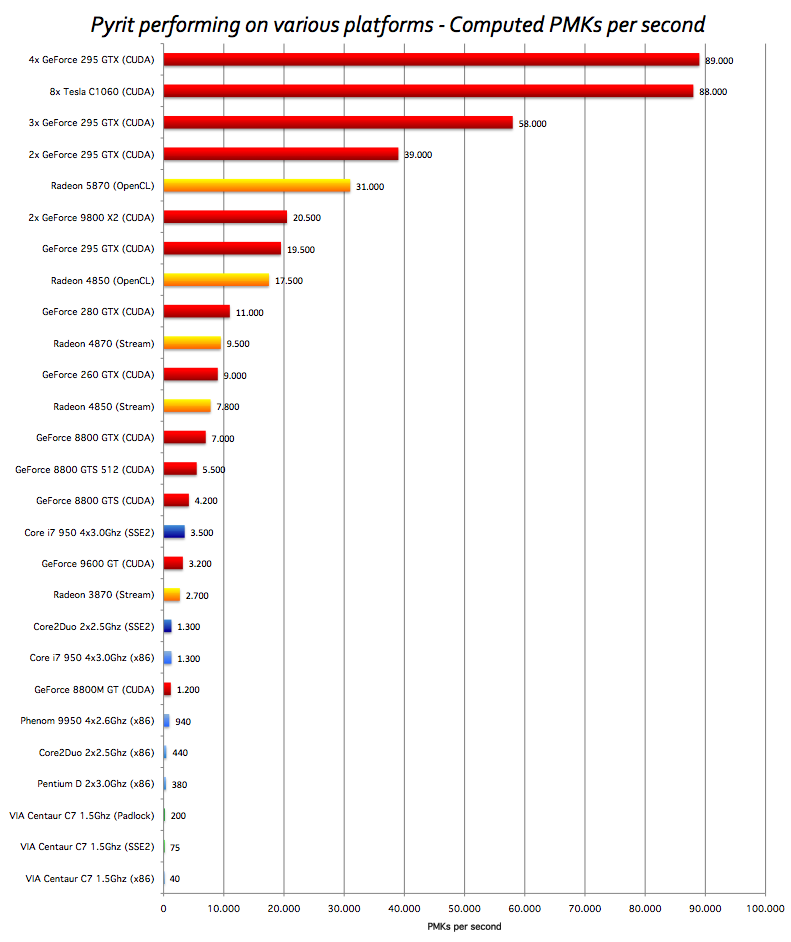 Pyrit performing on various platforms - Computed PMKs per second
4x GeForce 295 GTX (CUDA) 89.000
8x Tesla C1060 (CUDA) 88.000
3x GeForce 295 GTX (CUDA) 58.000
2x GeForce 295 GTX (CUDA) 39.000
Radeon 5870 (OpenCL) 31.000
2x GeForce 9800 X2 (CUDA) 20.500
GeForce 295 GTX (CUDA) 19.500
Radeon 4850 (OpenCL) 17.500
GeForce 280 GTX (CUDA) 11.000
Radeon 4870 (Stream) 9.500
GeForce 260 GTX (CUDA) 9.000
Radeon 4850 (Stream) 7.800
GeForce 8800 GTX (CUDA) 7.000
GeForce 8800 GTS 512 (CUDA) 5.500
GeForce 8800 GTS (CUDA) 4.200
Core i7 950 4x3.0Ghz (SSE2) 3.500
GeForce 9600 GT (CUDA) 3.200
Radeon 3870 (Stream) 2.700
Core2Duo 2x2.5Ghz (SSE2) 1.300
Core i7 950 4x3.0Ghz (x86) 1.300
GeForce 8800M GT (CUDA) 1.200
Phenom 9950 4x2.6Ghz (x86) 940
Core2Duo 2x2.5Ghz (x86) 440
Pentium D 2x3.0Ghz (x86) 380
VIA Centaur C7 1.5Ghz (Padlock) 200
VIA Centaur C7 1.5Ghz (SSE2) 75
VIA Centaur C7 1.5Ghz (x86) 40
0 10.000 20.000 30.000 40.000 50.000 60.000 70.000 80.000 90.000 100.000
PMKs per second